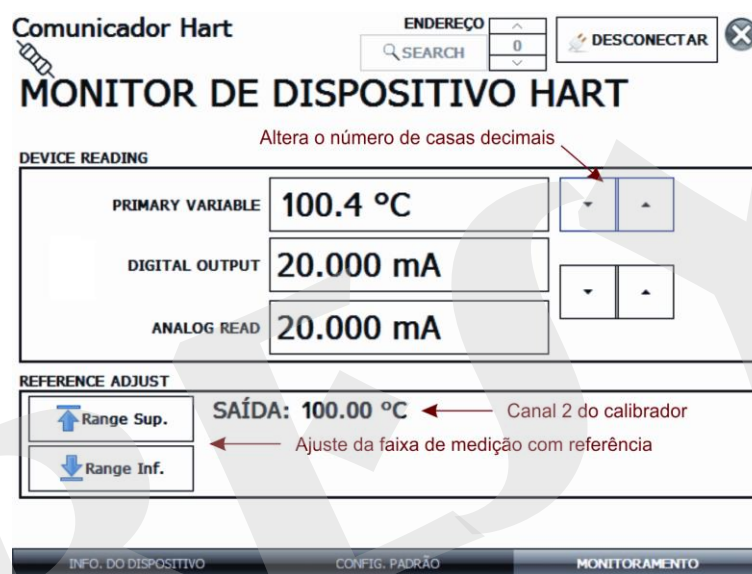 Comunicador Hart
ENDEREÇO
SEARCH
0
DESCONECTAR
MONITOR DE DISPOSITIVO HART
Altera o número de casas decimais
DEVICE READING
PRIMARY VARIABLE 100.4 ºC
DIGITAL OUTPUT 20.000 mA
ANALOG READ 20.000 mA
REFERENCE ADJUST
Range Sup.
SAÍDA: 100.00 ºC
Canal 2 do calibrador
Ajuste da faixa de medição com referência
Range Inf.
INFO. DO DISPOSITIVO CONFIG. PADRÃO MONITORAMENTO